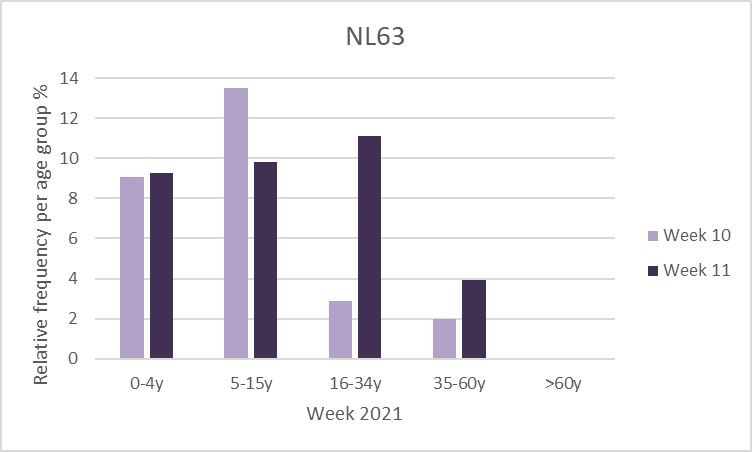 NL63
Relative frequency per age group %
14
12
10
8
6
4
2
0
0-4y
5-15y
16-34y
35-60y
>60y
Week 2021
Week 10
Week 11